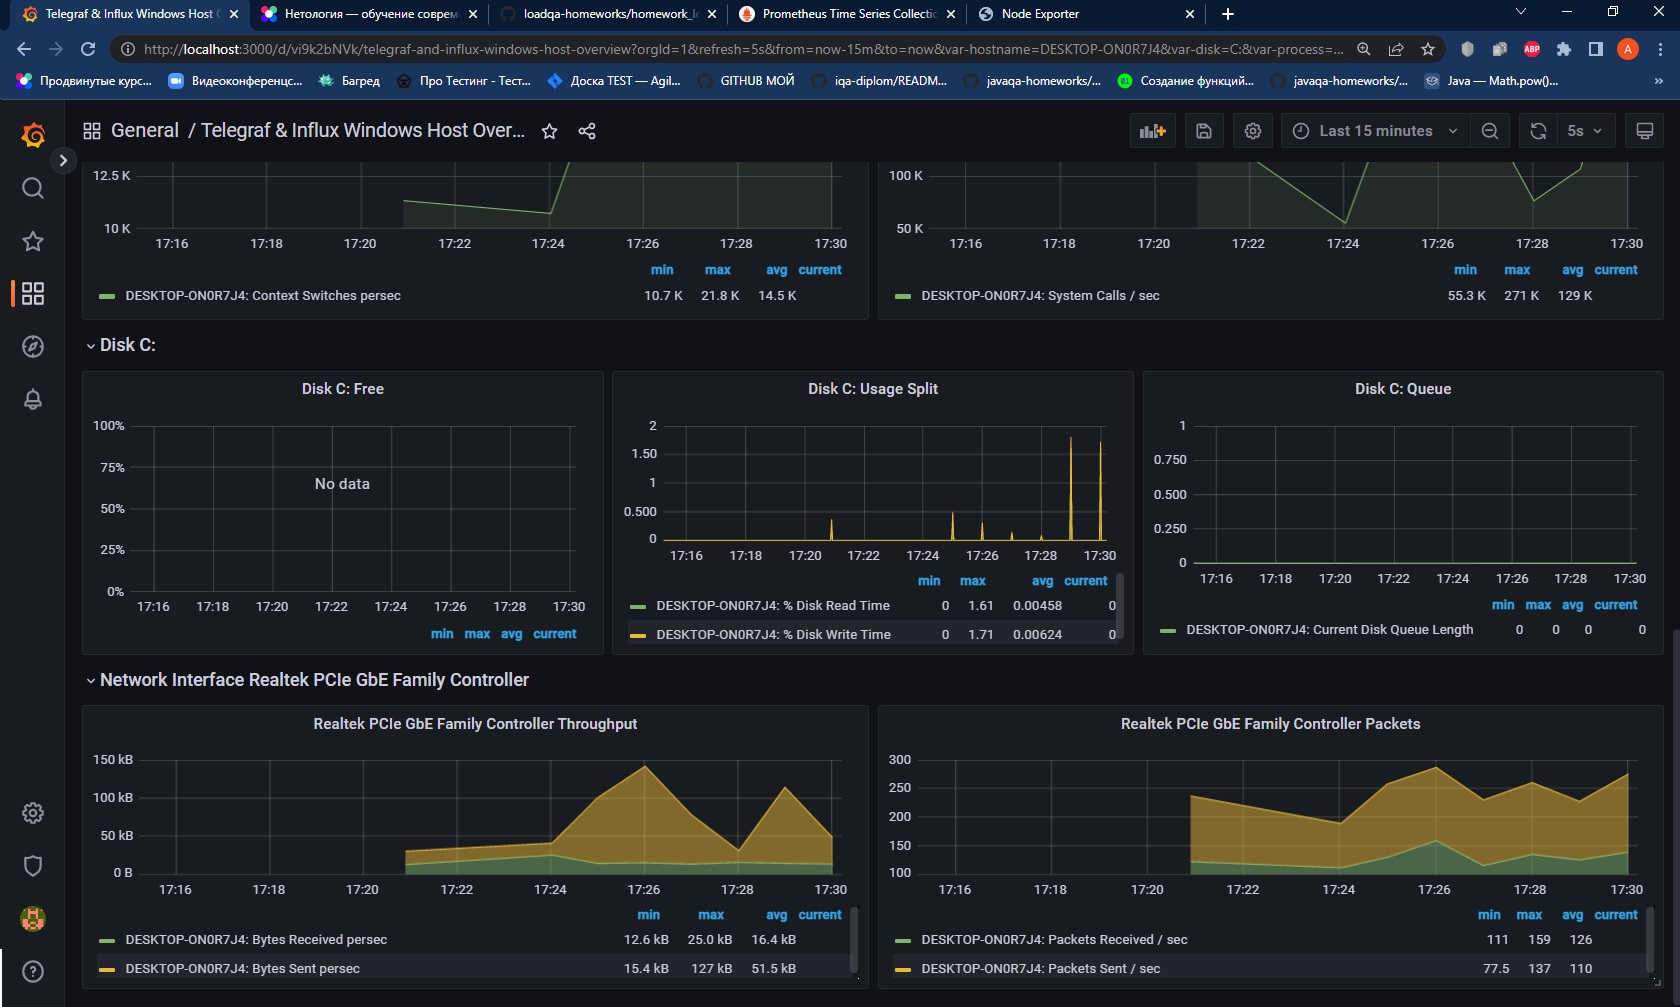 Telegraf & Influx Windows Host
Нетология — обучение соврем
loadqa-homeworks/homework_l
Prometheus Time Series Collectic
Node Exporter
http://localhost:3000/d/vi9k2bNVk/telegraf-and-influx-windows-host-overview?orgId=1&refresh=5s&from=now-15m&to=now&var-hostname=DESKTOP-ON0R7J4&var-disk=C:&var-process=...
ABP
A
Продвинутые курс...
Видеоконференцс...
Багред
Про Тестинг - Тест...
Доска TEST — Agil...
GITHUB МОЙ
iqa-diplom/READM...
javaqa-homeworks/...
Создание функций...
javaqa-homeworks/...
Java — Math.pow()...
»
General / Telegraf & Influx Windows Host Over...
Last 15 minutes
5s
12.5 K
10 K
17:16 17:18 17:20 17:22 17:24 17:26 17:28 17:30
min max avg current
DESKTOP-ON0R7J4: Context Switches persec 10.7 K 21.8 K 14.5 K
100 K
50 K
17:16 17:18 17:20 17:22 17:24 17:26 17:28 17:30
min max avg current
DESKTOP-ON0R7J4: System Calls / sec 55.3 K 271 K 129 K
Disk C:
Disk C: Free
100%
75%
No data
50%
25%
0%
17:16 17:18 17:20 17:22 17:24 17:26 17:28 17:30
min max avg current
Disk C: Usage Split
2
1.50
1
0.500
0
17:16 17:18 17:20 17:22 17:24 17:26 17:28 17:30
min max avg current
DESKTOP-ON0R7J4: % Disk Read Time 0 1.61 0.00458 0
DESKTOP-ON0R7J4: % Disk Write Time 0 1.71 0.00624 0
Disk C: Queue
1
0.750
0.500
0.250
0
17:16 17:18 17:20 17:22 17:24 17:26 17:28 17:30
min max avg current
DESKTOP-ON0R7J4: Current Disk Queue Length 0 0 0 0
Network Interface Realtek PCIe GbE Family Controller
Realtek PCIe GbE Family Controller Throughput
150 kB
100 kB
50 kB
0 B
17:16 17:18 17:20 17:22 17:24 17:26 17:28 17:30
min max avg current
DESKTOP-ON0R7J4: Bytes Received persec 12.6 kB 25.0 kB 16.4 kB
DESKTOP-ON0R7J4: Bytes Sent persec 15.4 kB 127 kB 51.5 kB
Realtek PCIe GbE Family Controller Packets
300
250
200
150
100
17:16 17:18 17:20 17:22 17:24 17:26 17:28 17:30
min max avg current
DESKTOP-ON0R7J4: Packets Received / sec 111 159 126
DESKTOP-ON0R7J4: Packets Sent / sec 77.5 137 110